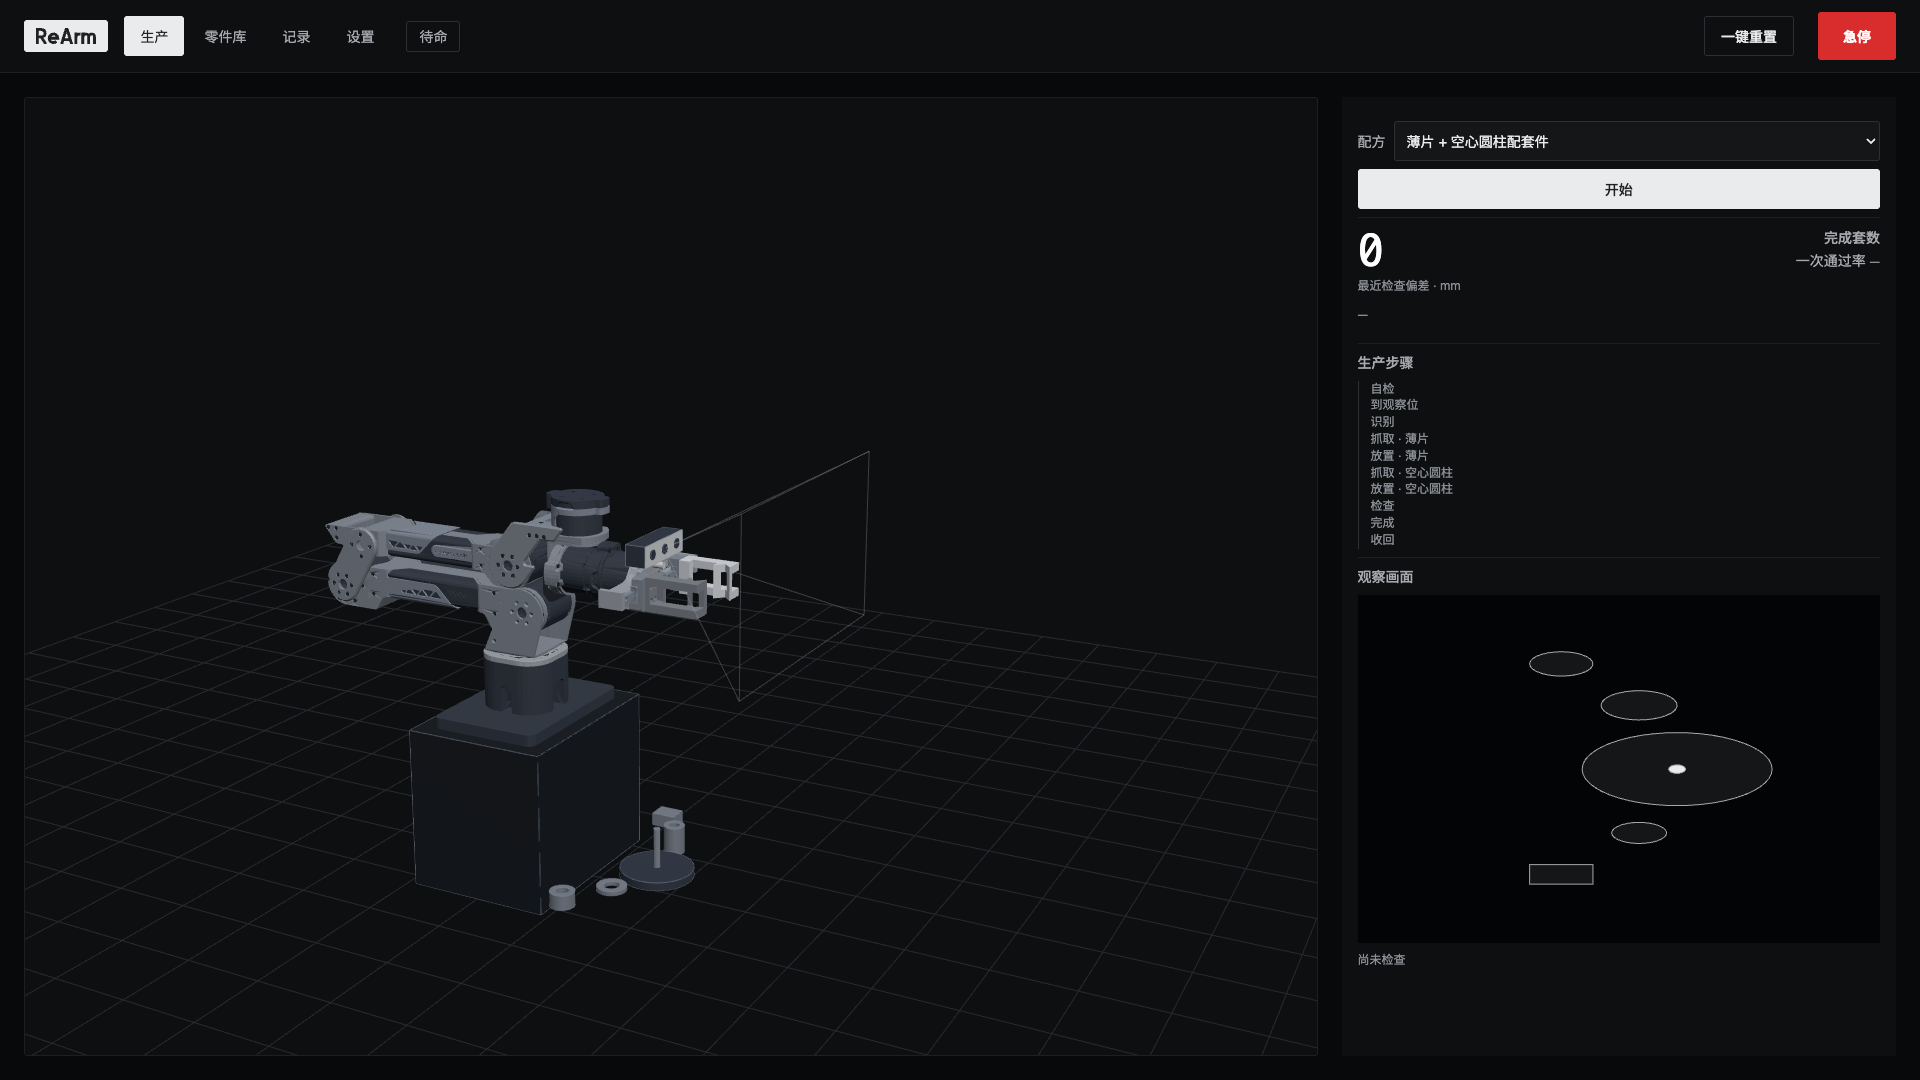 ReArm 生产 零件库 记录 设置 待命 一键重置 急停
配方 薄片 + 空心圆柱配套件
开始
0 完成套数
一次通过率 —
最近检查偏差 · mm
—
生产步骤
自检
到观察位
识别
抓取 · 薄片
放置 · 薄片
抓取 · 空心圆柱
放置 · 空心圆柱
检查
完成
收回
观察画面
尚未检查